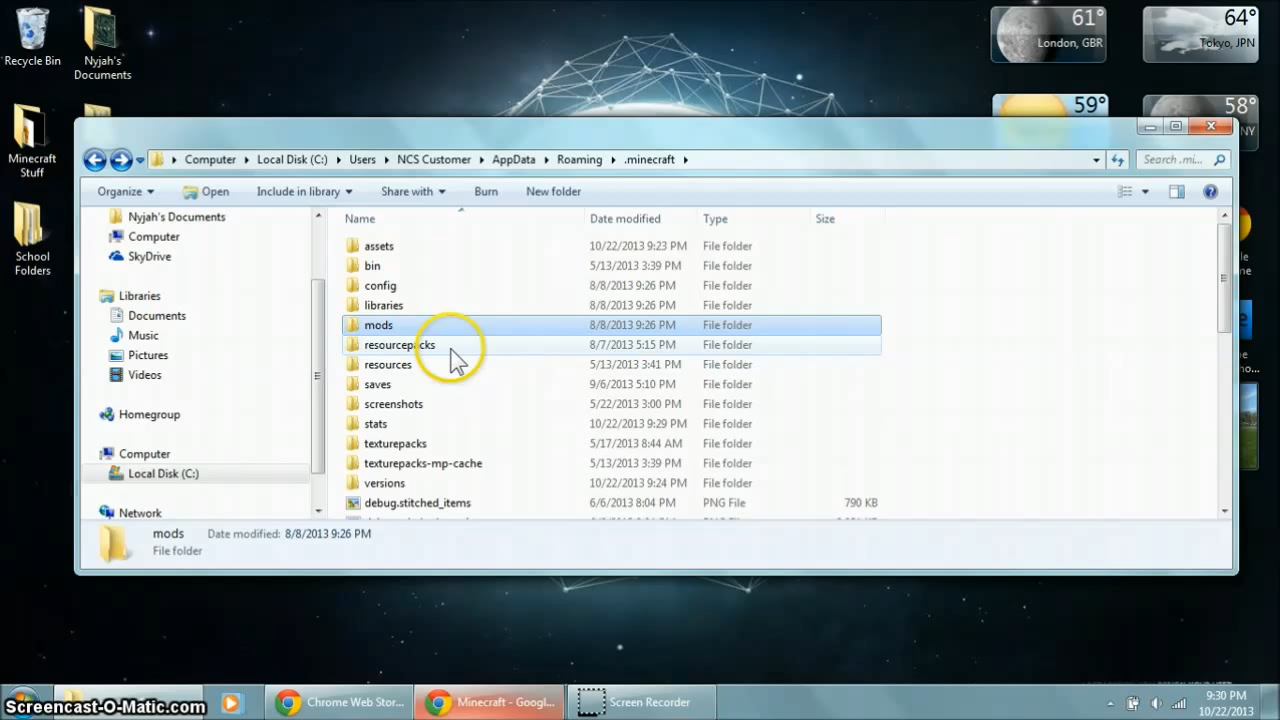 Recycle Bin
Nyjah's
Documents
Minecraft
Stuff
School
Folders
61°
London, GBR
64°
Tokyo, JPN
59°
58°
NY
Computer
Local Disk (C:)
Users
NCS Customer
AppData
Roaming
.minecraft
Search .mi...
Organize
Open
Include in library
Share with
Burn
New folder
Nyjah's Documents
Computer
SkyDrive
Libraries
Documents
Music
Pictures
Videos
Homegroup
Computer
Local Disk (C:)
Network
Name Date modified Type Size
assets 10/22/2013 9:23 PM File folder
bin 5/13/2013 3:39 PM File folder
config 8/8/2013 9:26 PM File folder
libraries 8/8/2013 9:26 PM File folder
mods 8/8/2013 9:26 PM File folder
resourcepacks 8/7/2013 5:15 PM File folder
resources 5/13/2013 3:41 PM File folder
saves 9/6/2013 5:10 PM File folder
screenshots 5/22/2013 3:00 PM File folder
stats 10/22/2013 9:29 PM File folder
texturepacks 5/17/2013 8:44 AM File folder
texturepacks-mp-cache 5/13/2013 3:39 PM File folder
versions 10/22/2013 9:24 PM File folder
debug.stitched_items 6/6/2013 8:04 PM PNG File 790 KB
mods Date modified: 8/8/2013 9:26 PM
File folder
Screencast-O-Matic.com
Chrome Web Stor...
Minecraft - Googl...
Screen Recorder
9:30 PM
10/22/2013